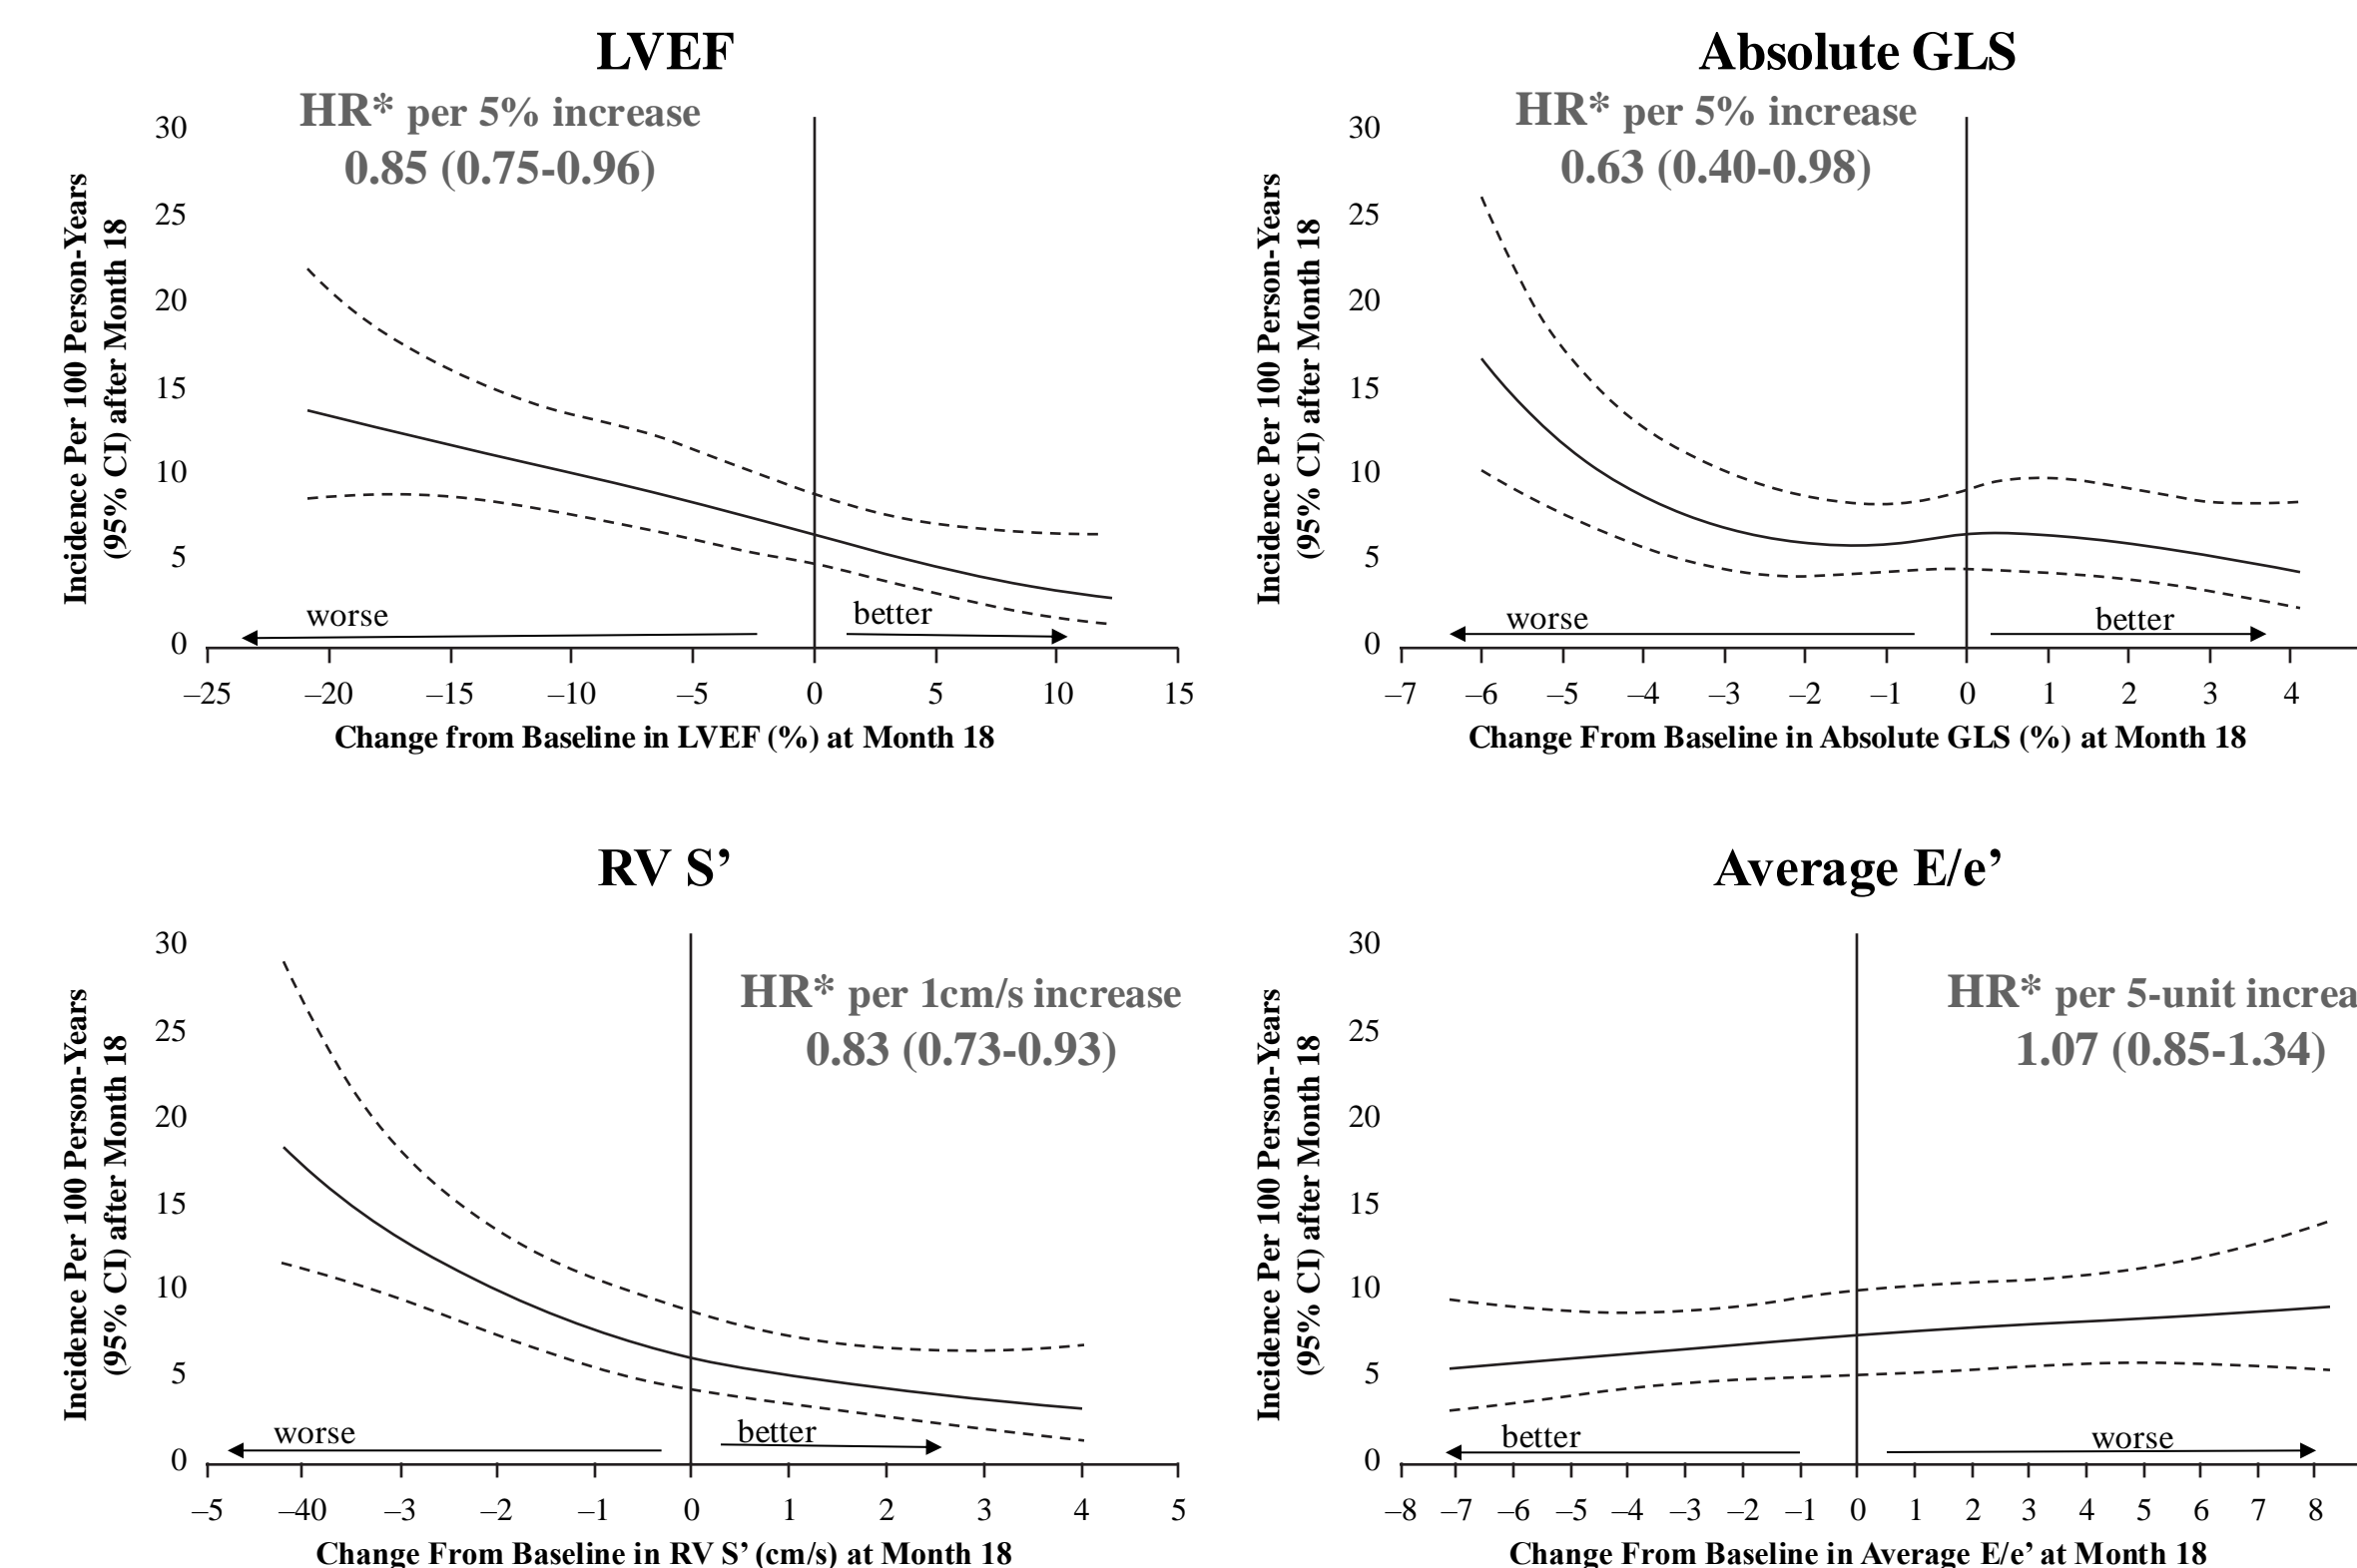 LVEF
HR* per 5% increase
0.85 (0.75-0.96)
Incidence Per 100 Person-Years
(95% CI) after Month 18
30
25
20
15
10
5
0
worse
better
–25 –20 –15 –10 –5 0 5 10 15
Change from Baseline in LVEF (%) at Month 18
Absolute GLS
HR* per 5% increase
0.63 (0.40-0.98)
Incidence Per 100 Person-Years
(95% CI) after Month 18
30
25
20
15
10
5
0
worse
better
–7 –6 –5 –4 –3 –2 –1 0 1 2 3 4
Change From Baseline in Absolute GLS (%) at Month 18
RV S’
HR* per 1cm/s increase
0.83 (0.73-0.93)
Incidence Per 100 Person-Years
(95% CI) after Month 18
30
25
20
15
10
5
0
worse
better
–5 –40 –3 –2 –1 0 1 2 3 4 5
Change From Baseline in RV S’ (cm/s) at Month 18
Average E/e’
HR* per 5-unit increa
1.07 (0.85-1.34)
Incidence Per 100 Person-Years
(95% CI) after Month 18
30
25
20
15
10
5
0
better
worse
–8 –7 –6 –5 –4 –3 –2 –1 0 1 2 3 4 5 6 7 8
Change From Baseline in Average E/e’ at Month 18